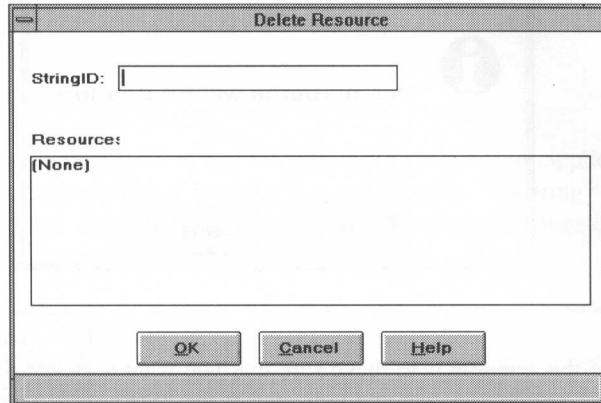 Delete Resource
StringID:
Resources
(None)
OK Cancel Help